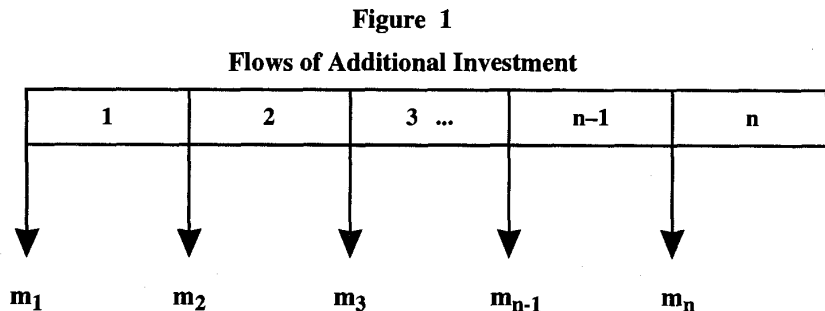 Figure 1
Flows of Additional Investment
1 2 3 ... n–1 n
m1 m2 m3 mn-1 mn